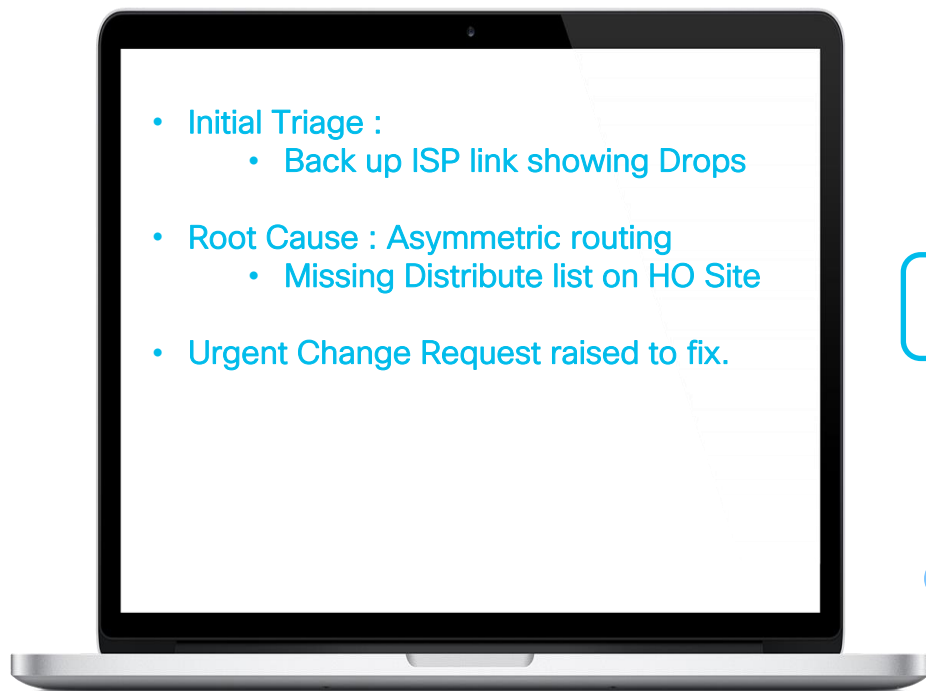 • Initial Triage :
• Back up ISP link showing Drops
• Root Cause : Asymmetric routing
• Missing Distribute list on HO Site
• Urgent Change Request raised to fix.